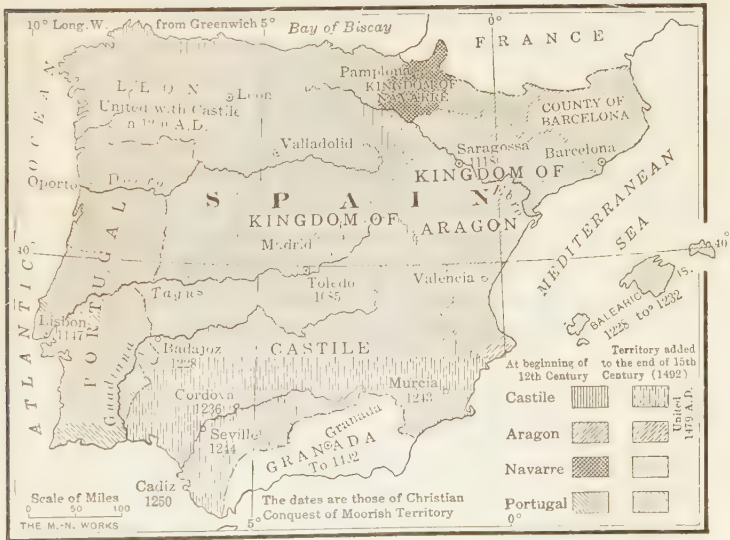 10° Long. W. from Greenwich 5° Bay of Biscay 0°
FRANCE
ATLANTIC OCEAN
Pamplona
KINGDOM OF
NAVARRE
LEON
United with Castile
A.D.
Leon
COUNTY OF
BARCELONA
Valladolid
Saragossa
1118
Barcelona
Oporto
Duero
SPAIN
KINGDOM OF
ARAGON
KINGDOM OF
CASTILE
Ebro
Madrid
40
40°
MEDITERRANEAN
SEA
PORTUGAL
Tagus
Toledo
1085
Valencia
BALEARIC IS.
1228 to 1232
Lisbon
1147
Badajoz
1228
Guadiana
Cordova
1236
Murcia
1243
Seville
1244
Granada
GRANADA
To 1492
Cadiz
1250
At beginning of
12th Century
Territory added
to the end of 15th
Century (1492)
Castile
Aragon
Navarre
Portugal
United
1479 A.D.
Scale of Miles
0 50 100
THE M.-N. WORKS
5°
The dates are those of Christian
Conquest of Moorish Territory
0°